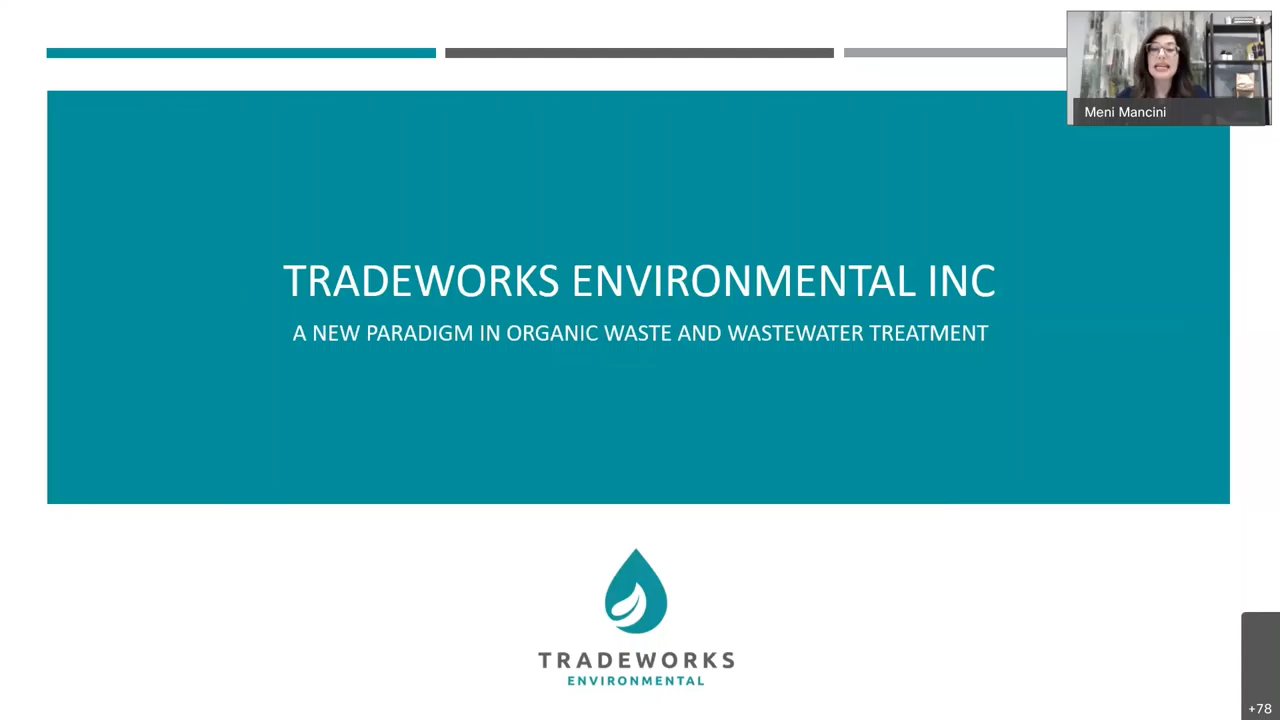 Meni Mancini
TRADEWORKS ENVIRONMENTAL INC
A NEW PARADIGM IN ORGANIC WASTE AND WASTEWATER TREATMENT
TRADEWORKS
ENVIRONMENTAL
+78